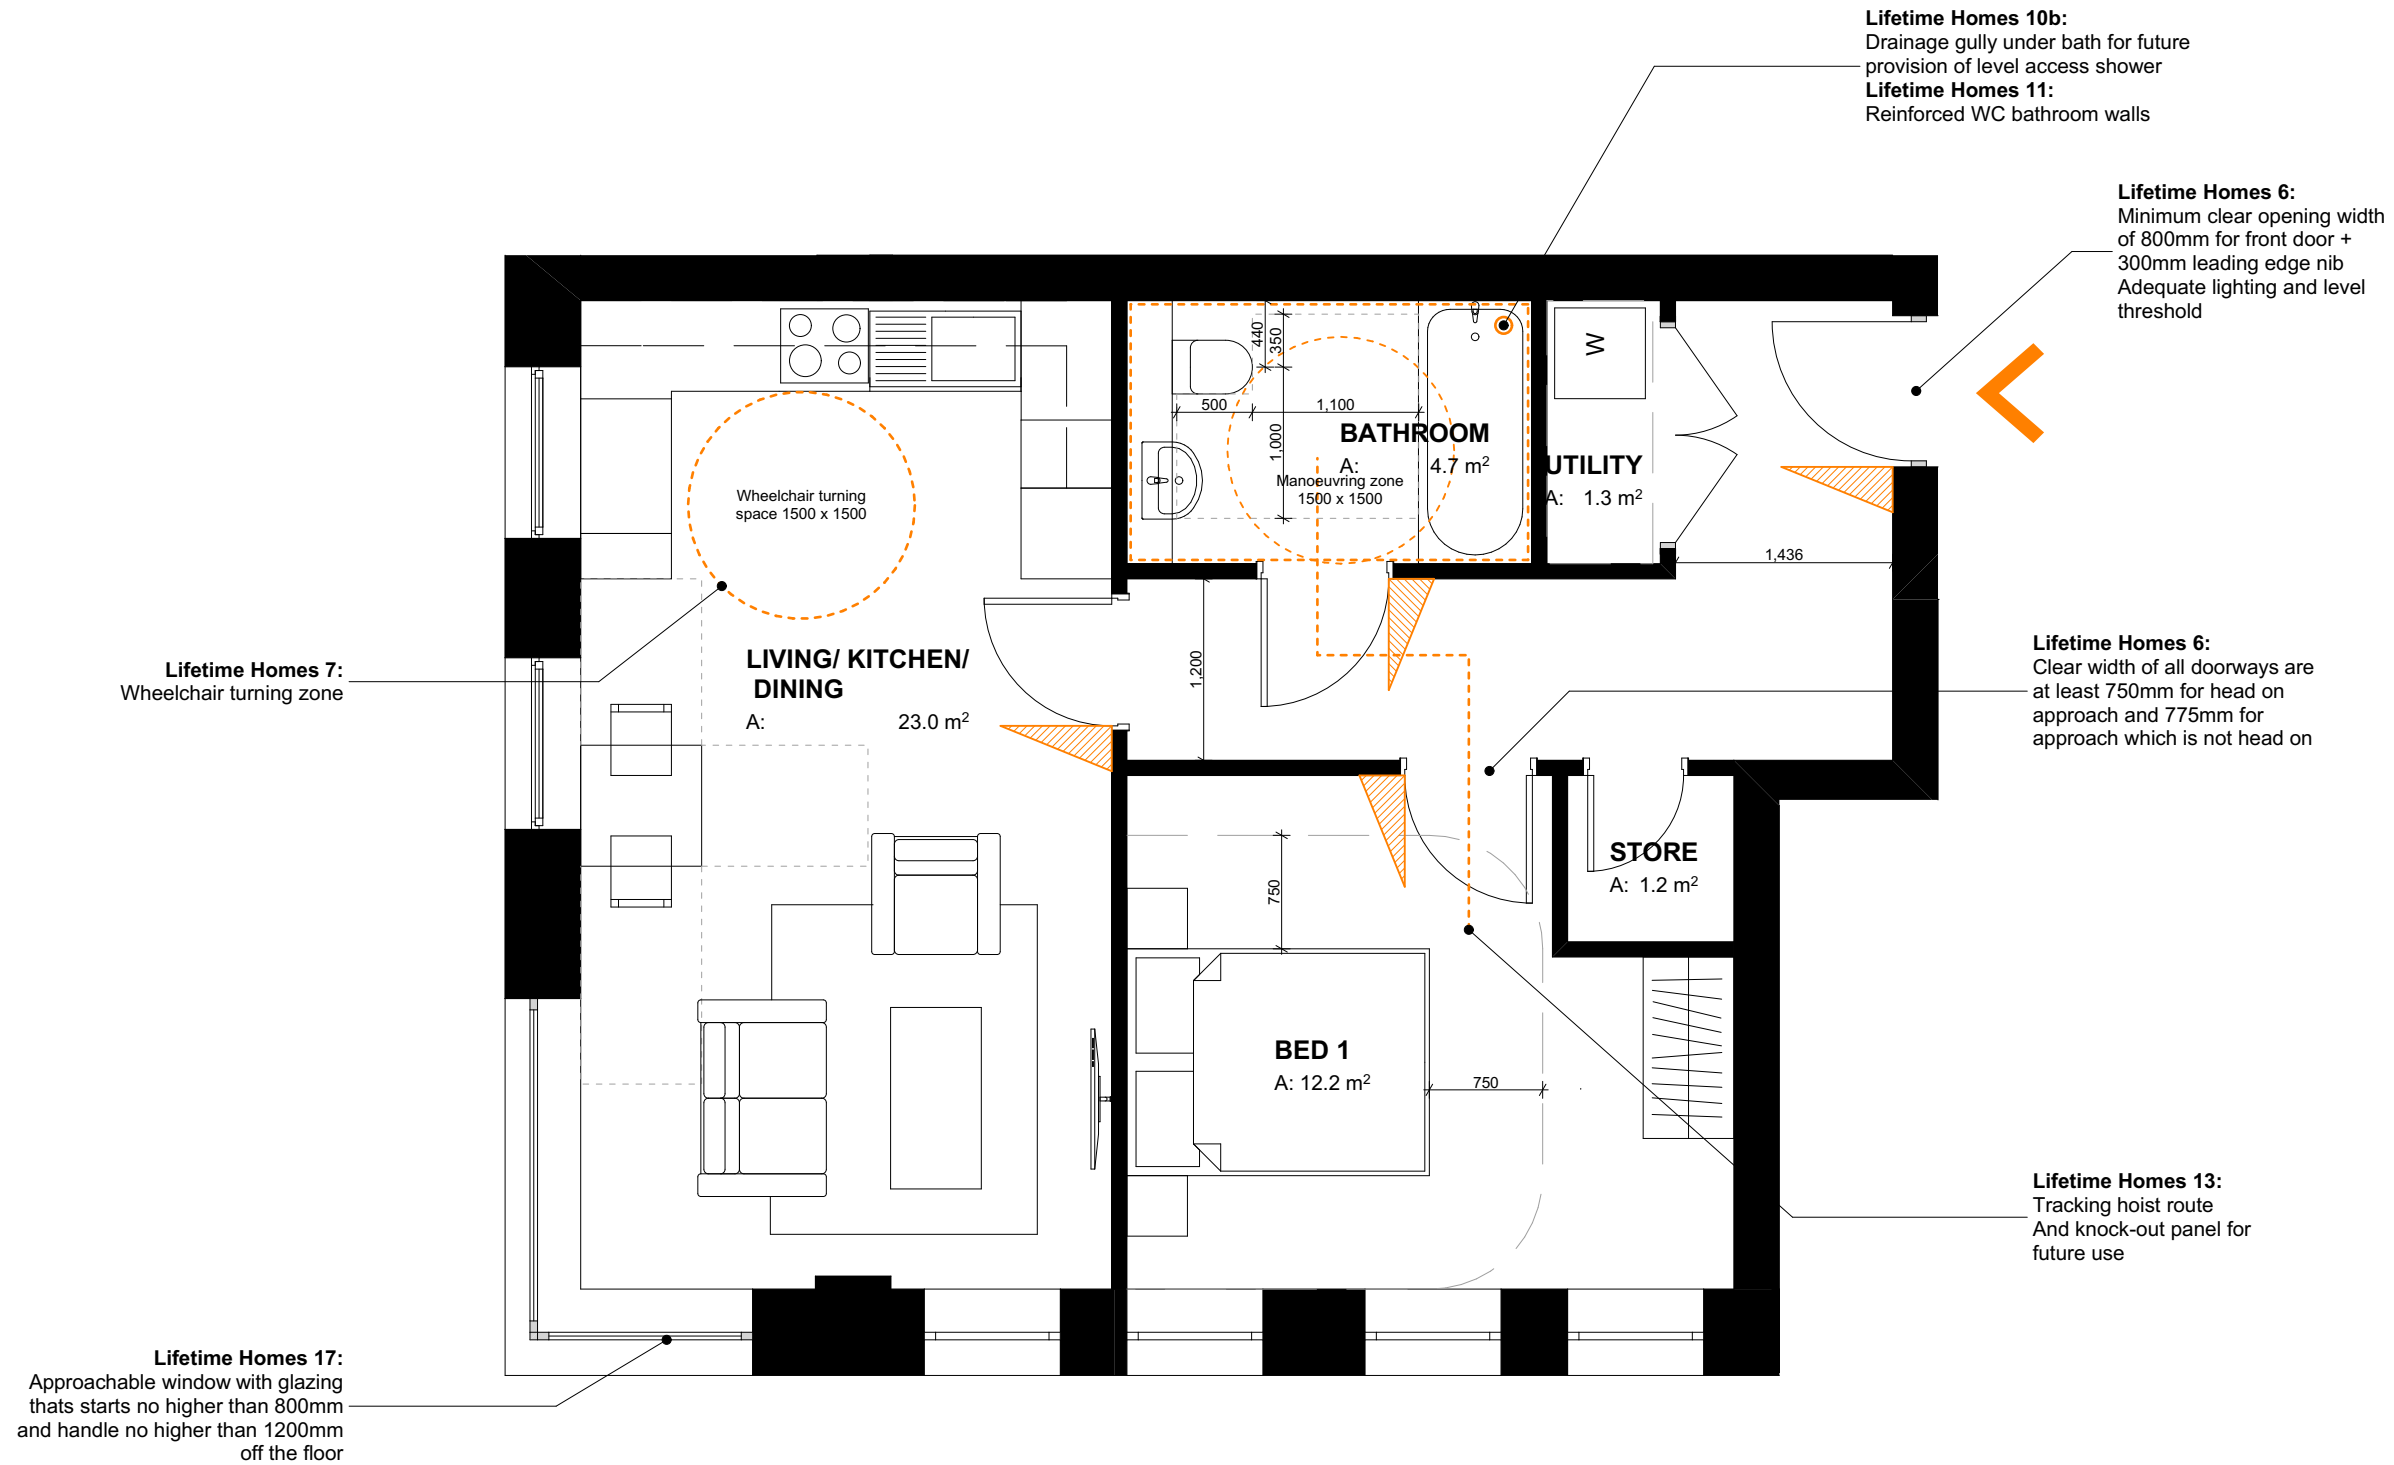 Lifetime Homes 10b:
Drainage gully under bath for future
provision of level access shower
Lifetime Homes 11:
Reinforced WC bathroom walls
Lifetime Homes 6:
Minimum clear opening width
of 800mm for front door +
300mm leading edge nib
Adequate lighting and level
threshold
440
350
W
500
1,100
1,000
BATHROOM
A: 4.7 m²
Manoeuvring zone
1500 x 1500
UTILITY
A: 1.3 m²
Wheelchair turning
space 1500 x 1500
1,436
Lifetime Homes 7:
Wheelchair turning zone
LIVING/ KITCHEN/
DINING
A: 23.0 m²
1,200
Lifetime Homes 6:
Clear width of all doorways are
at least 750mm for head on
approach and 775mm for
approach which is not head on
STORE
A: 1.2 m²
750
BED 1
A: 12.2 m²
750
Lifetime Homes 13:
Tracking hoist route
And knock-out panel for
future use
Lifetime Homes 17:
Approachable window with glazing
thats starts no higher than 800mm
and handle no higher than 1200mm
off the floor